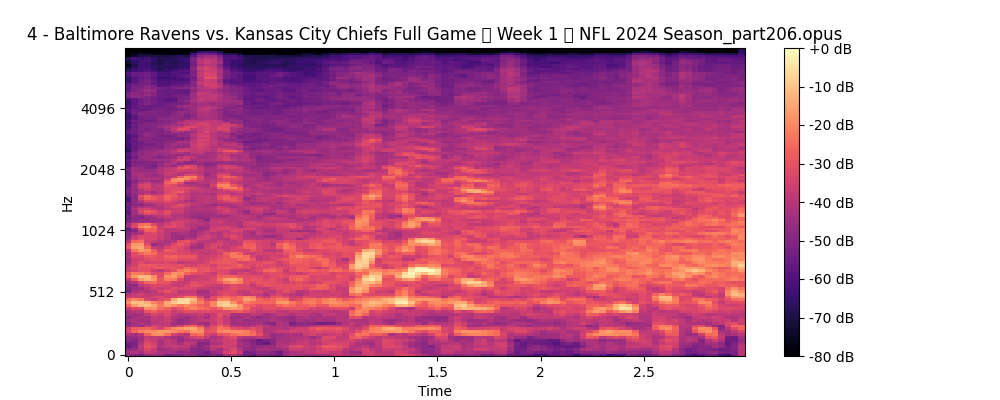 4 - Baltimore Ravens vs. Kansas City Chiefs Full Game ▯ Week 1 ▯ NFL 2024 Season_part206.opus
+0 dB
-10 dB
4096
-20 dB
2048
-30 dB
Hz
-40 dB
1024
-50 dB
512
-60 dB
-70 dB
0
-80 dB
0 0.5 1 1.5 2 2.5
Time